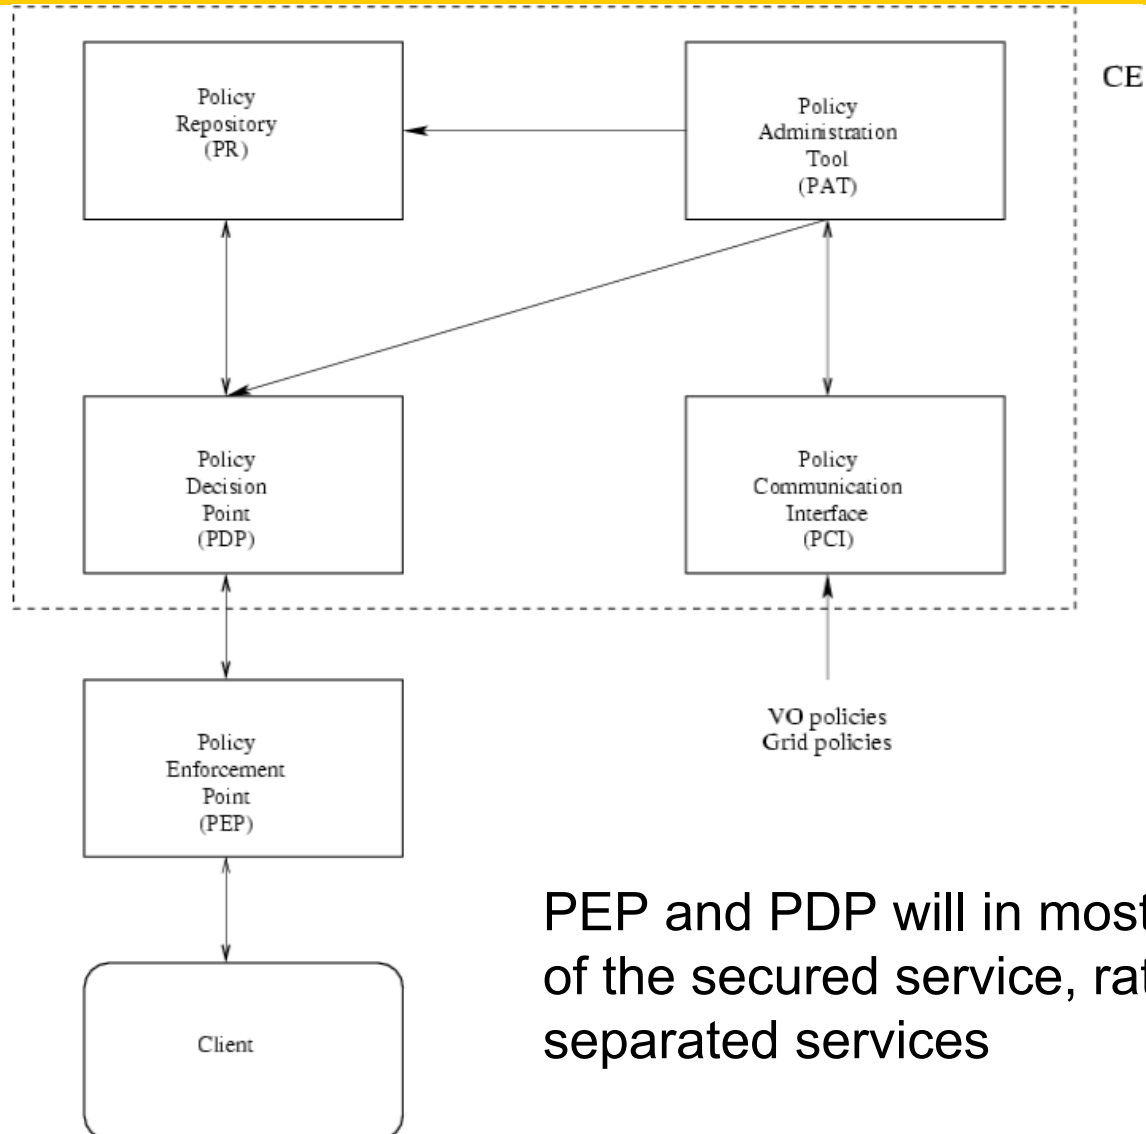 CE
Policy
Repository
(PR)
Policy
Administration
Tool
(PAT)
Policy
Decision
Point
(PDP)
Policy
Communication
Interface
(PCI)
Policy
Enforcement
Point
(PEP)
VO policies
Grid policies
Client
PEP and PDP will in most
of the secured service,
separated services